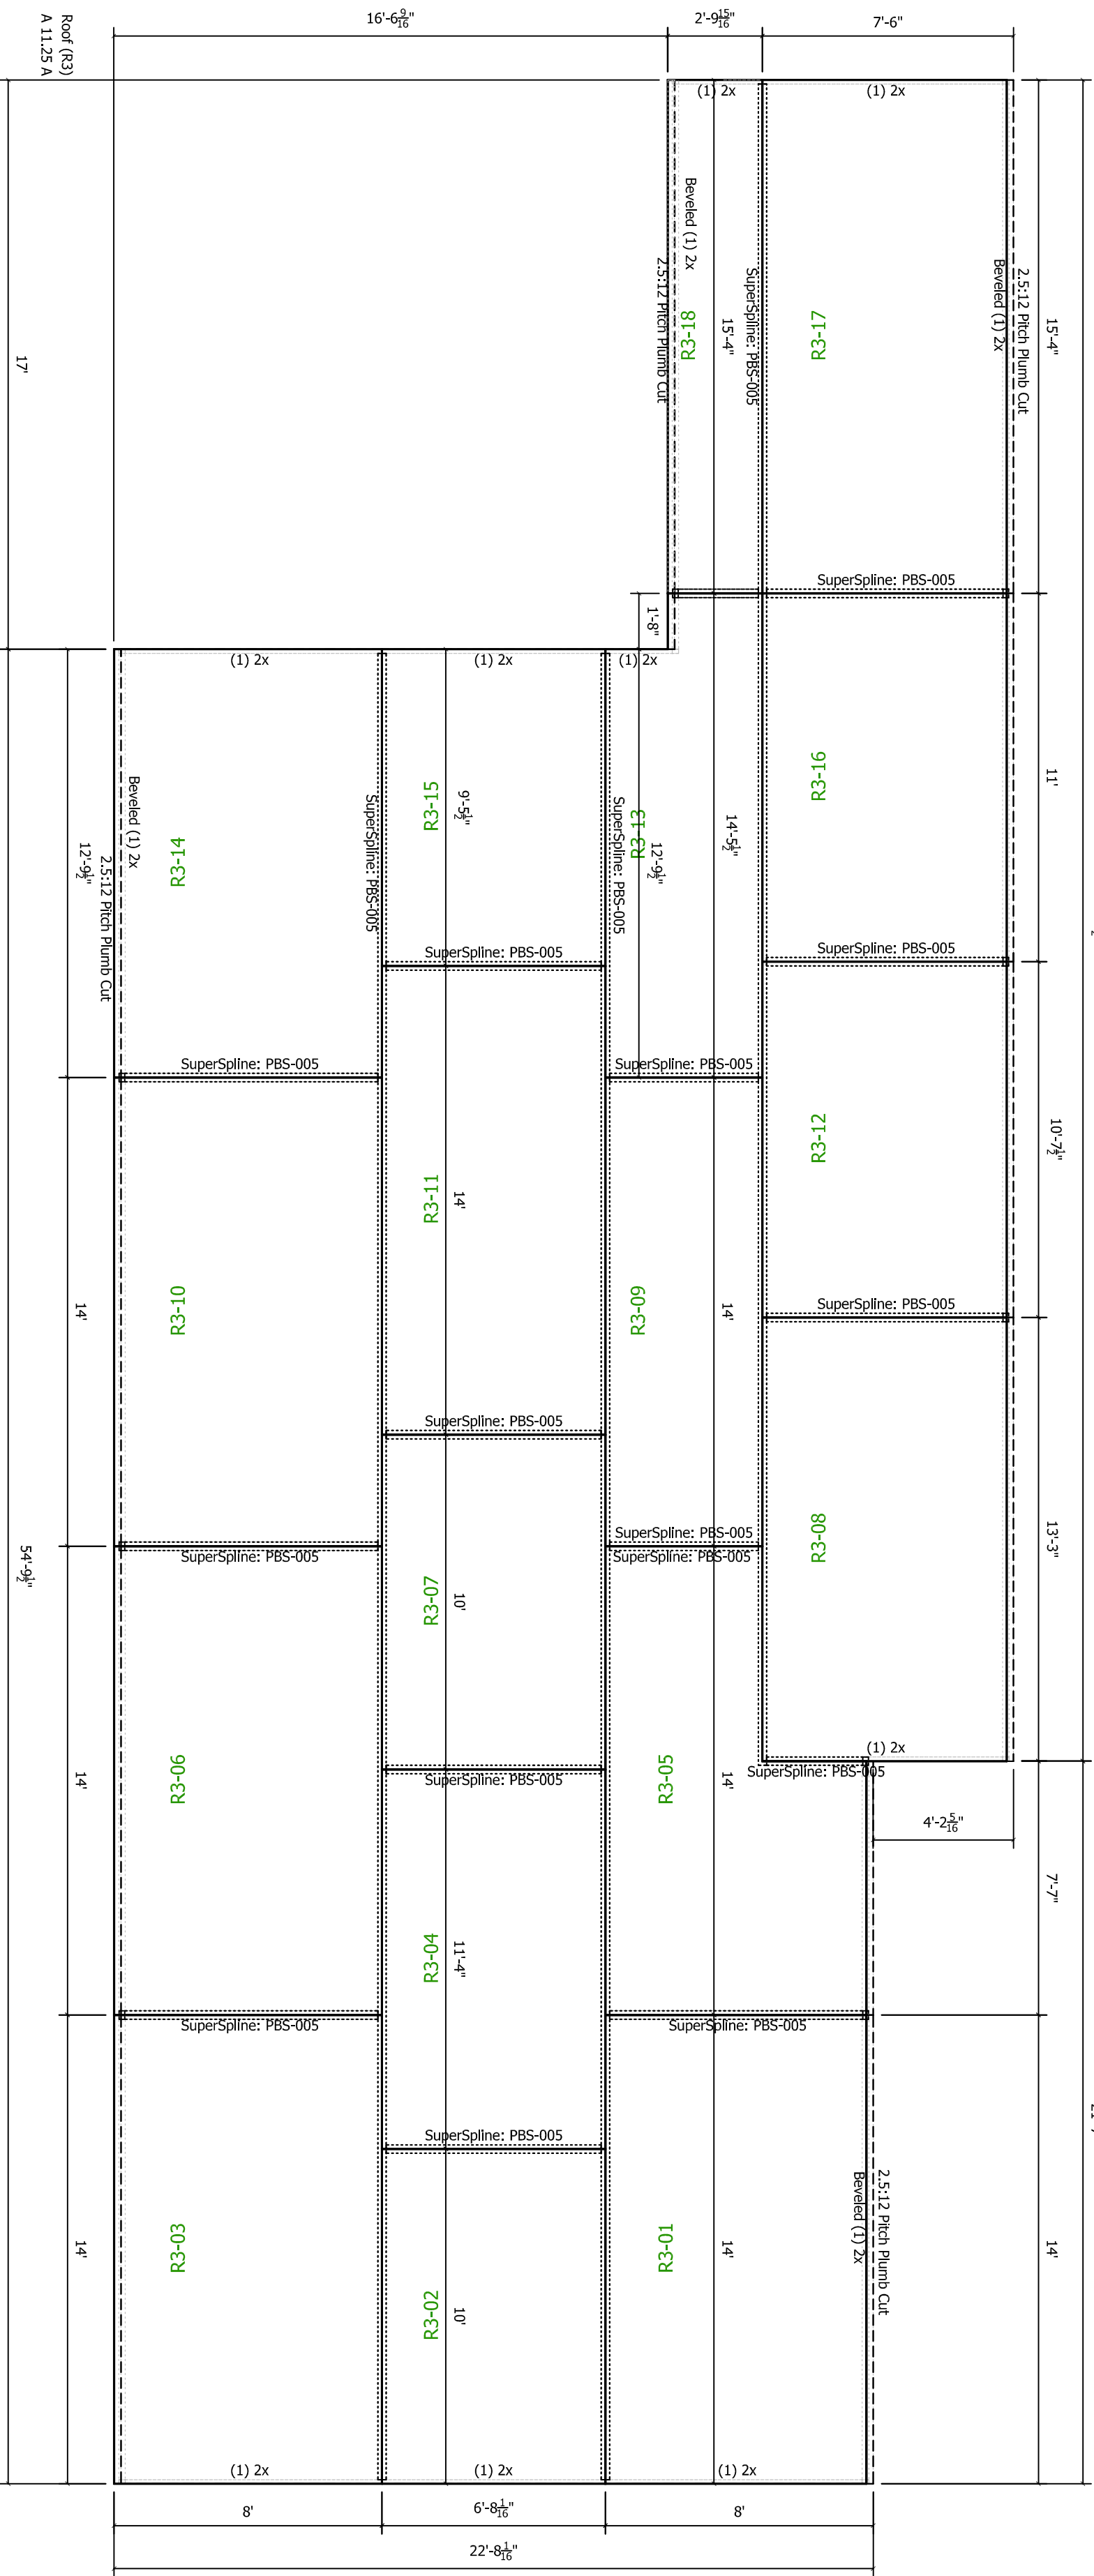 16'-6 9/16"
2'-9 15/16"
7'-6"
Roof (R3)
A 11.25 A
(1) 2x
(1) 2x
Beveled (1) 2x
2.5:12 Pitch Plumb Cut
R3-18
15'-4"
SuperSpline: PBS-005
R3-17
Beveled (1) 2x
2.5:12 Pitch Plumb Cut
15'-4"
17'
SuperSpline: PBS-005
1'-8"
(1) 2x
(1) 2x
(1) 2x
R3-16
11'
Beveled (1) 2x
R3-14
12'-9 1/2"
2.5:12 Pitch Plumb Cut
SuperSpline: PBS-005
R3-15
9'-5 1/2"
SuperSpline: PBS-005
R3-13
12'-9 1/2"
14'-5 1/2"
SuperSpline: PBS-005
SuperSpline: PBS-005
SuperSpline: PBS-005
SuperSpline: PBS-005
R3-12
10'-7 1/2"
R3-11
14'
R3-10
14'
R3-09
14'
SuperSpline: PBS-005
SuperSpline: PBS-005
SuperSpline: PBS-005
SuperSpline: PBS-005
SuperSpline: PBS-005
R3-08
13'-3"
54'-9 1/2"
R3-07
10'
(1) 2x
SuperSpline: PBS-005
SuperSpline: PBS-005
R3-06
14'
R3-05
14'
4'-2 5/16"
7'-7"
R3-04
11'-4"
SuperSpline: PBS-005
SuperSpline: PBS-005
SuperSpline: PBS-005
R3-03
14'
R3-02
10'
R3-01
14'
Beveled (1) 2x
2.5:12 Pitch Plumb Cut
14'
(1) 2x
(1) 2x
(1) 2x
8'
6'-8 1/16"
8'
22'-8 1/16"